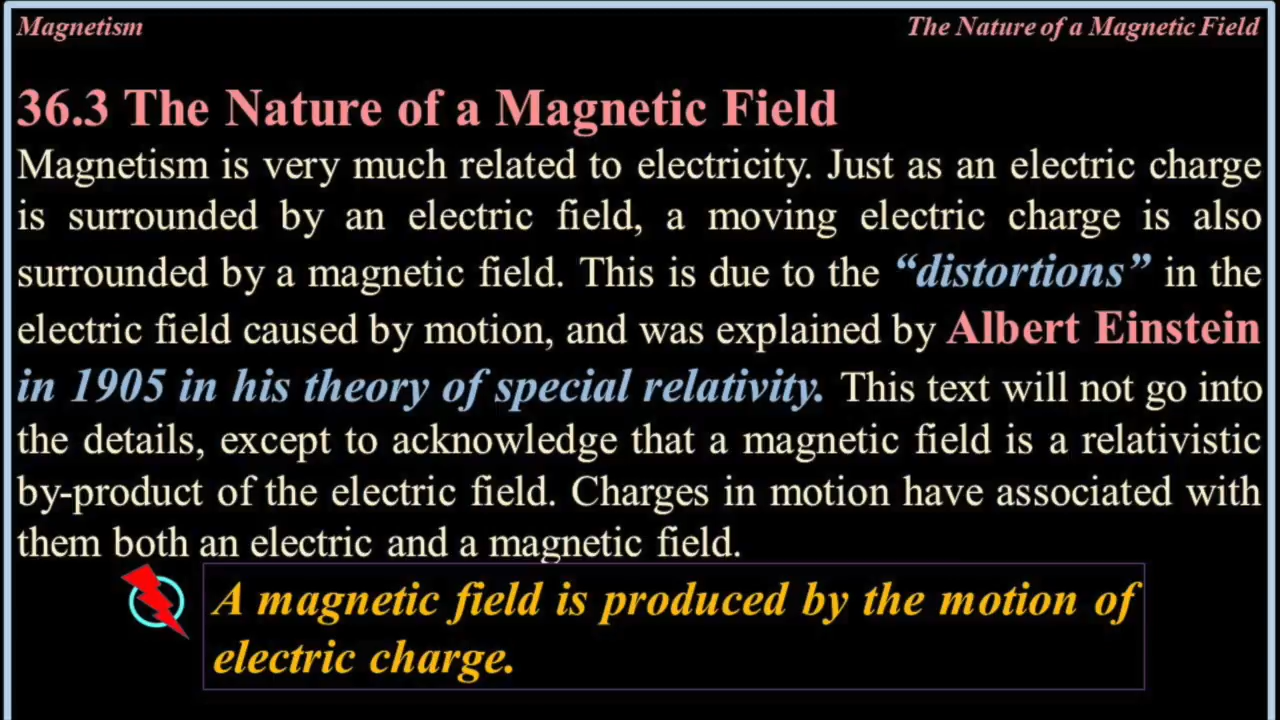 Magnetism
The Nature of a Magnetic Field
36.3 The Nature of a Magnetic Field
Magnetism is very much related to electricity. Just as an electric charge
is surrounded by an electric field, a moving electric charge is also
surrounded by a magnetic field. This is due to the “distortions” in the
electric field caused by motion, and was explained by Albert Einstein
in 1905 in his theory of special relativity. This text will not go into
the details, except to acknowledge that a magnetic field is a relativistic
by-product of the electric field. Charges in motion have associated with
them both an electric and a magnetic field.
A magnetic field is produced by the motion of
electric charge.